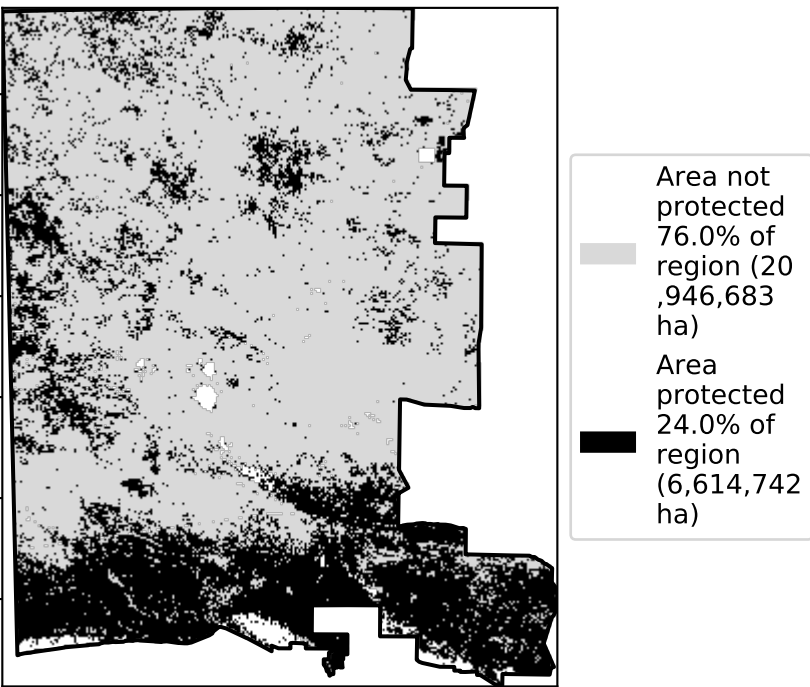 Area not
protected
76.0% of
region (20
,946,683
ha)
Area
protected
24.0% of
region
(6,614,742
ha)